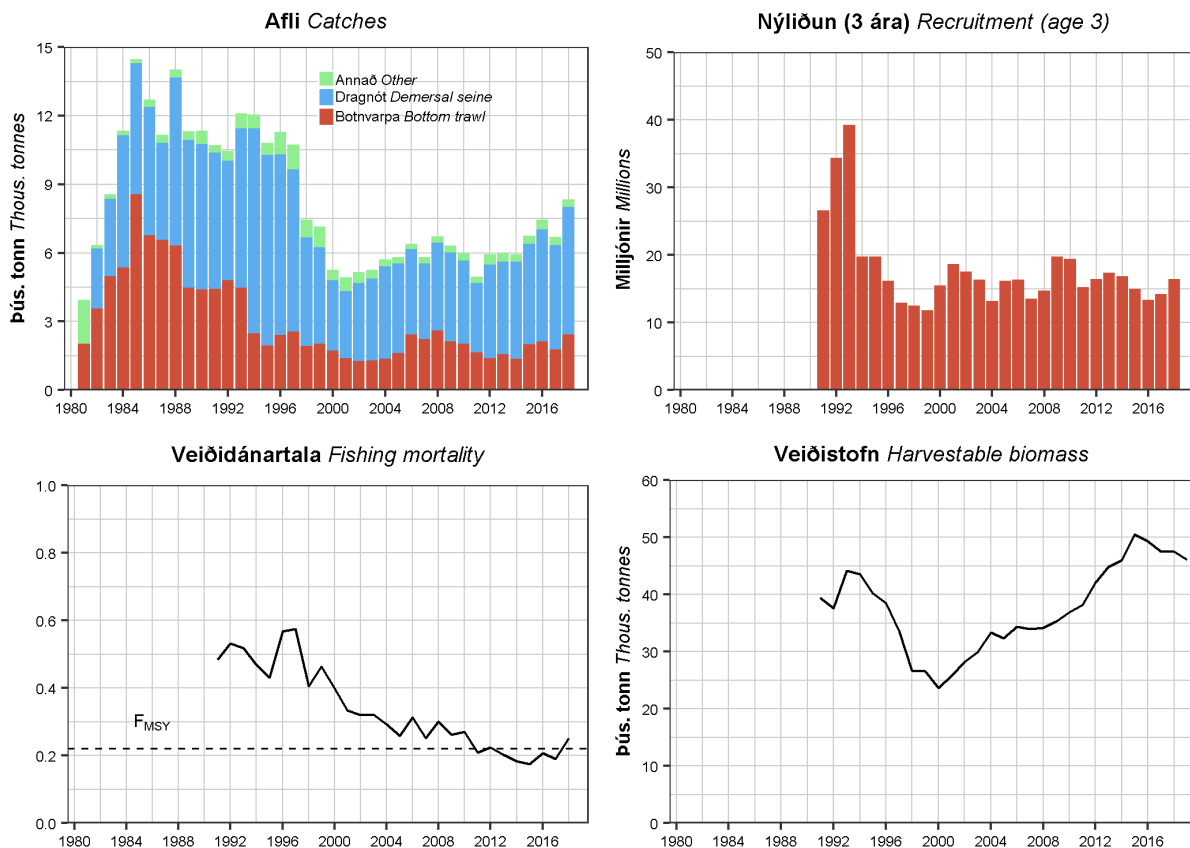 Afli Catches
Þús. tonn Thous. tonnes
15
12
9
6
3
0
Annað Other
Dragnót Demersal seine
Botnvarpa Bottom trawl
1980 1984 1988 1992 1996 2000 2004 2008 2012 2016
Nýliðun (3 ára) Recruitment (age 3)
Milljónir Millions
50
40
30
20
10
0
1980 1984 1988 1992 1996 2000 2004 2008 2012 2016
Veiðidánartala Fishing mortality
1.0
0.8
0.6
0.4
0.2
0.0
FMSY
1980 1984 1988 1992 1996 2000 2004 2008 2012 2016
Veiðistofn Harvestable biomass
Þús. tonn Thous. tonnes
60
50
40
30
20
10
0
1980 1984 1988 1992 1996 2000 2004 2008 2012 2016